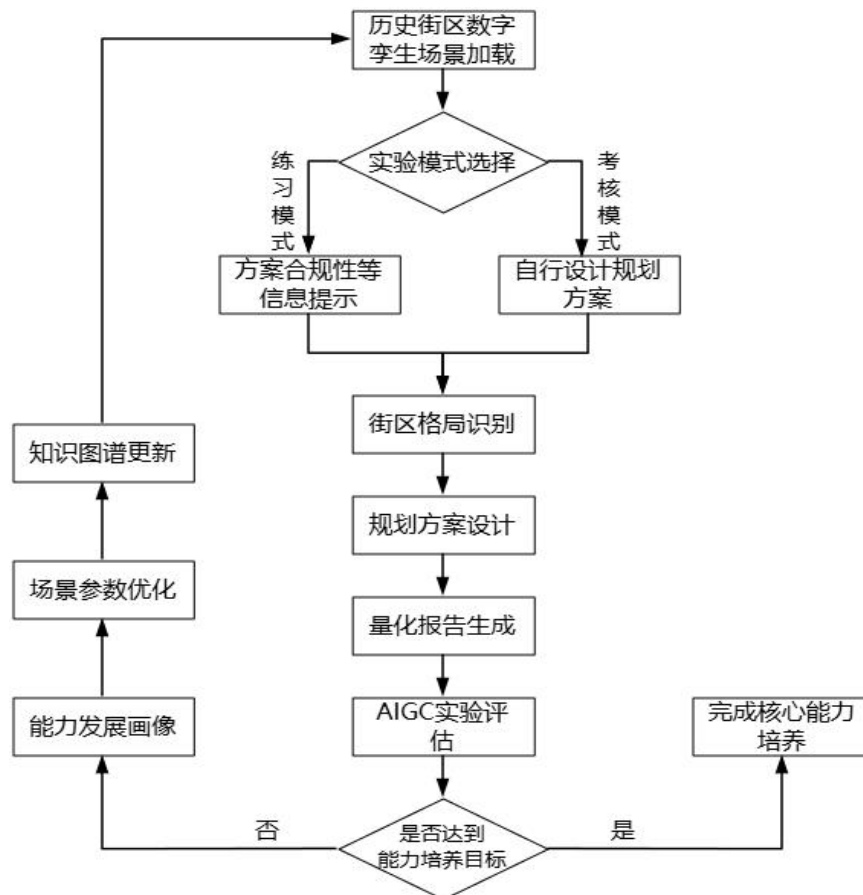 历史街区数字
孪生场景加载
实验模式选择
练习模式
考核模式
方案合规性等
信息提示
自行设计规划
方案
街区格局识别
知识图谱更新
规划方案设计
场景参数优化
量化报告生成
能力发展画像
AIGC实验评
估
完成核心能力
培养
否
是否达到
能力培养目标
是